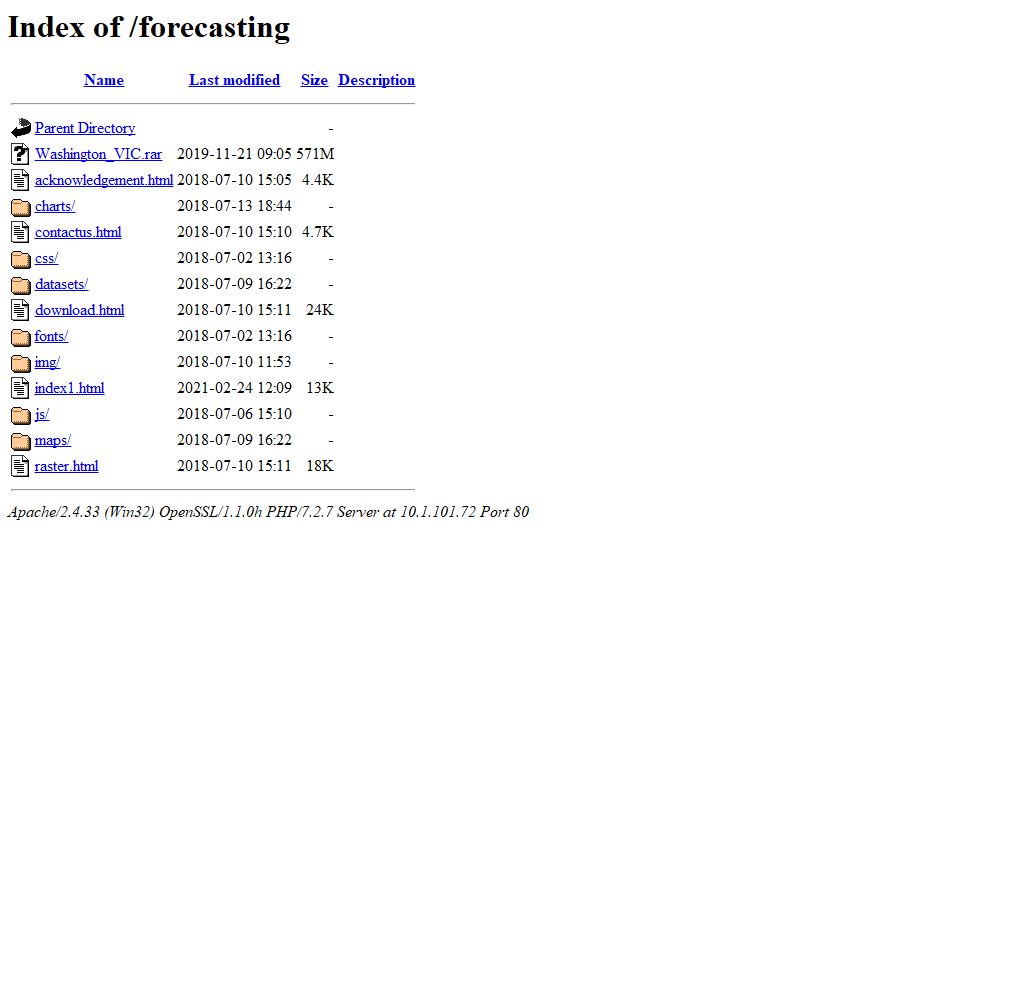 Index of /forecasting
Name Last modified Size Description
Parent Directory -
Washington_VIC.rar 2019-11-21 09:05 571M
acknowledgement.html 2018-07-10 15:05 4.4K
charts/ 2018-07-13 18:44 -
contactus.html 2018-07-10 15:10 4.7K
css/ 2018-07-02 13:16 -
datasets/ 2018-07-09 16:22 -
download.html 2018-07-10 15:11 24K
fonts/ 2018-07-02 13:16 -
img/ 2018-07-10 11:53 -
index1.html 2021-02-24 12:09 13K
js/ 2018-07-06 15:10 -
maps/ 2018-07-09 16:22 -
raster.html 2018-07-10 15:11 18K
Apache/2.4.33 (Win32) OpenSSL/1.1.0h PHP/7.2.7 Server at 10.1.101.72 Port 80